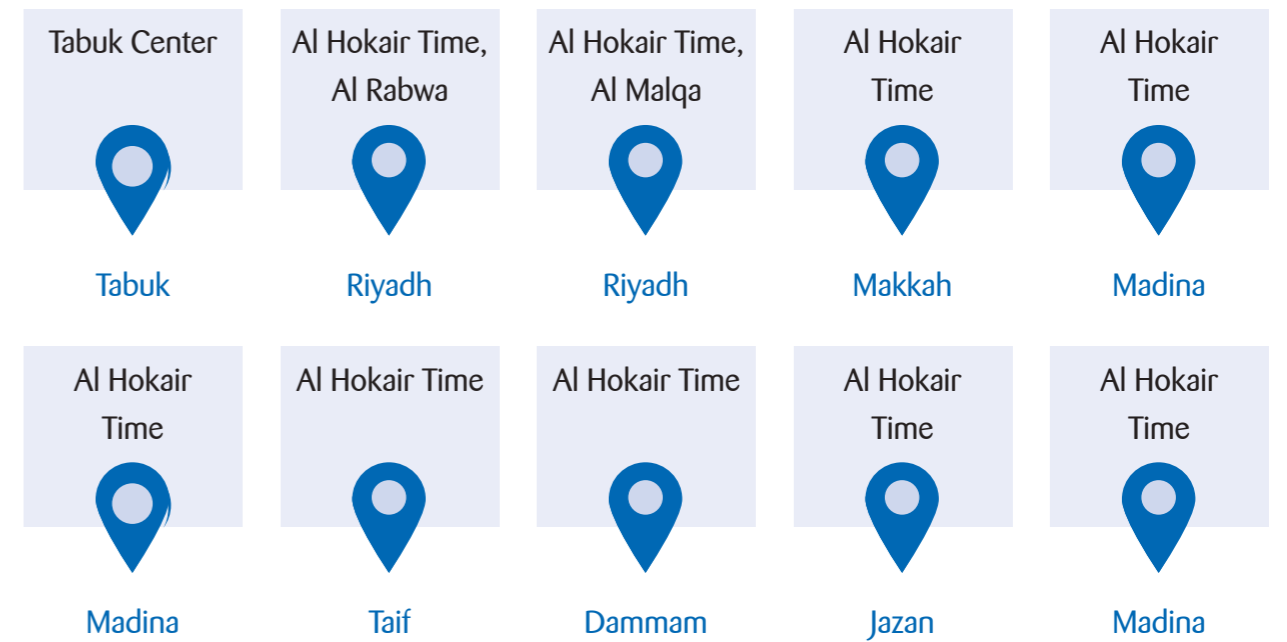 Tabuk Center
Tabuk
Al Hokair Time,
Al Rabwa
Riyadh
Al Hokair Time,
Al Malqa
Riyadh
Al Hokair
Time
Makkah
Al Hokair
Time
Madina
Al Hokair
Time
Madina
Al Hokair Time
Taif
Al Hokair Time
Dammam
Al Hokair
Time
Jazan
Al Hokair
Time
Madina